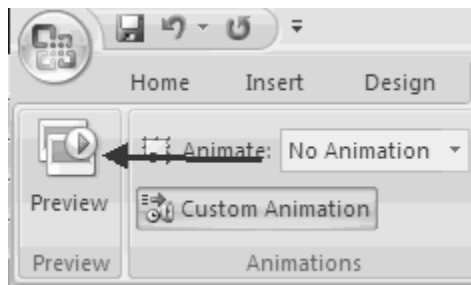 Home Insert Design
Animate: No Animation
Preview Custom Animation
Preview Animations